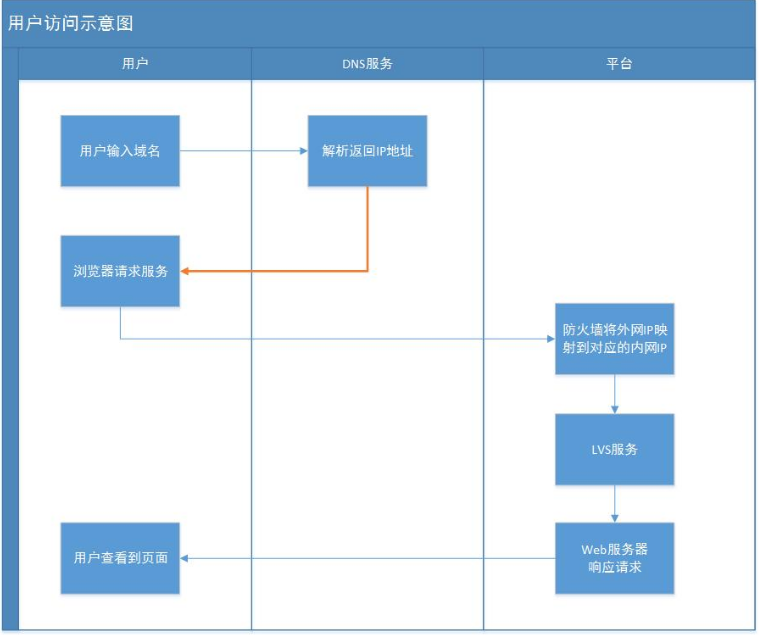 用户访问示意图
用户
DNS服务
平台
用户输入域名
解析返回IP地址
浏览器请求服务
防火墙将外网IP映
射到对应的内网IP
LVS服务
Web服务器
响应请求
用户查看到页面